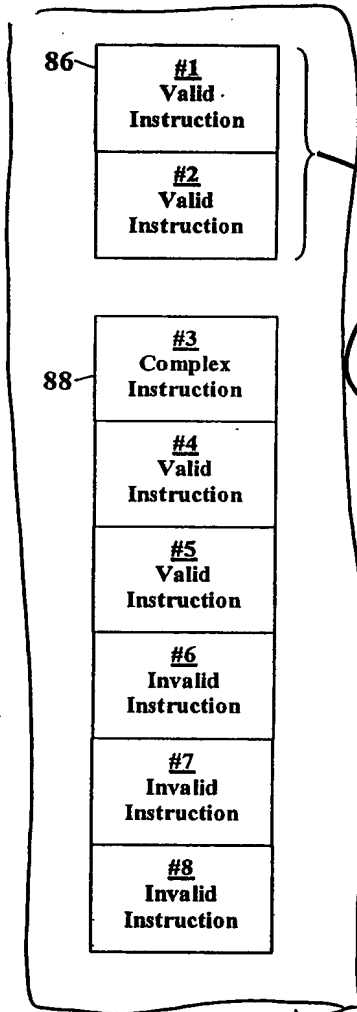 86
#1
Valid
Instruction
#2
Valid
Instruction
88
#3
Complex
Instruction
#4
Valid
Instruction
#5
Valid
Instruction
#6
Invalid
Instruction
#7
Invalid
Instruction
#8
Invalid
Instruction